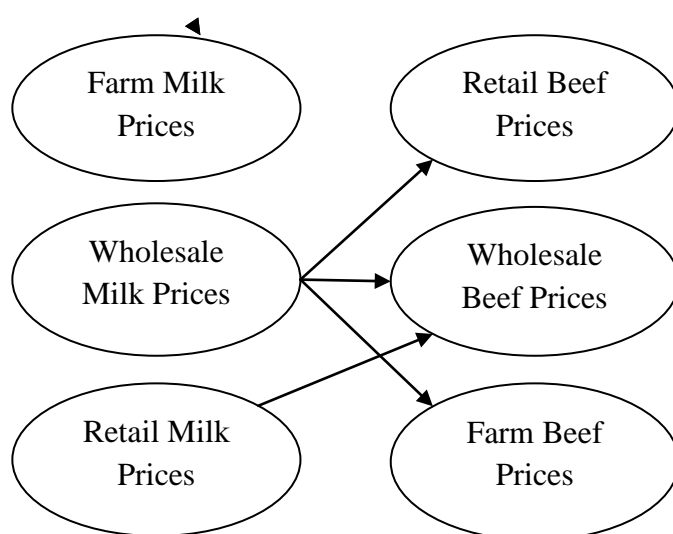 Farm Milk
Prices
Retail Beef
Prices
Wholesale
Milk Prices
Wholesale
Beef Prices
Retail Milk
Prices
Farm Beef
Prices